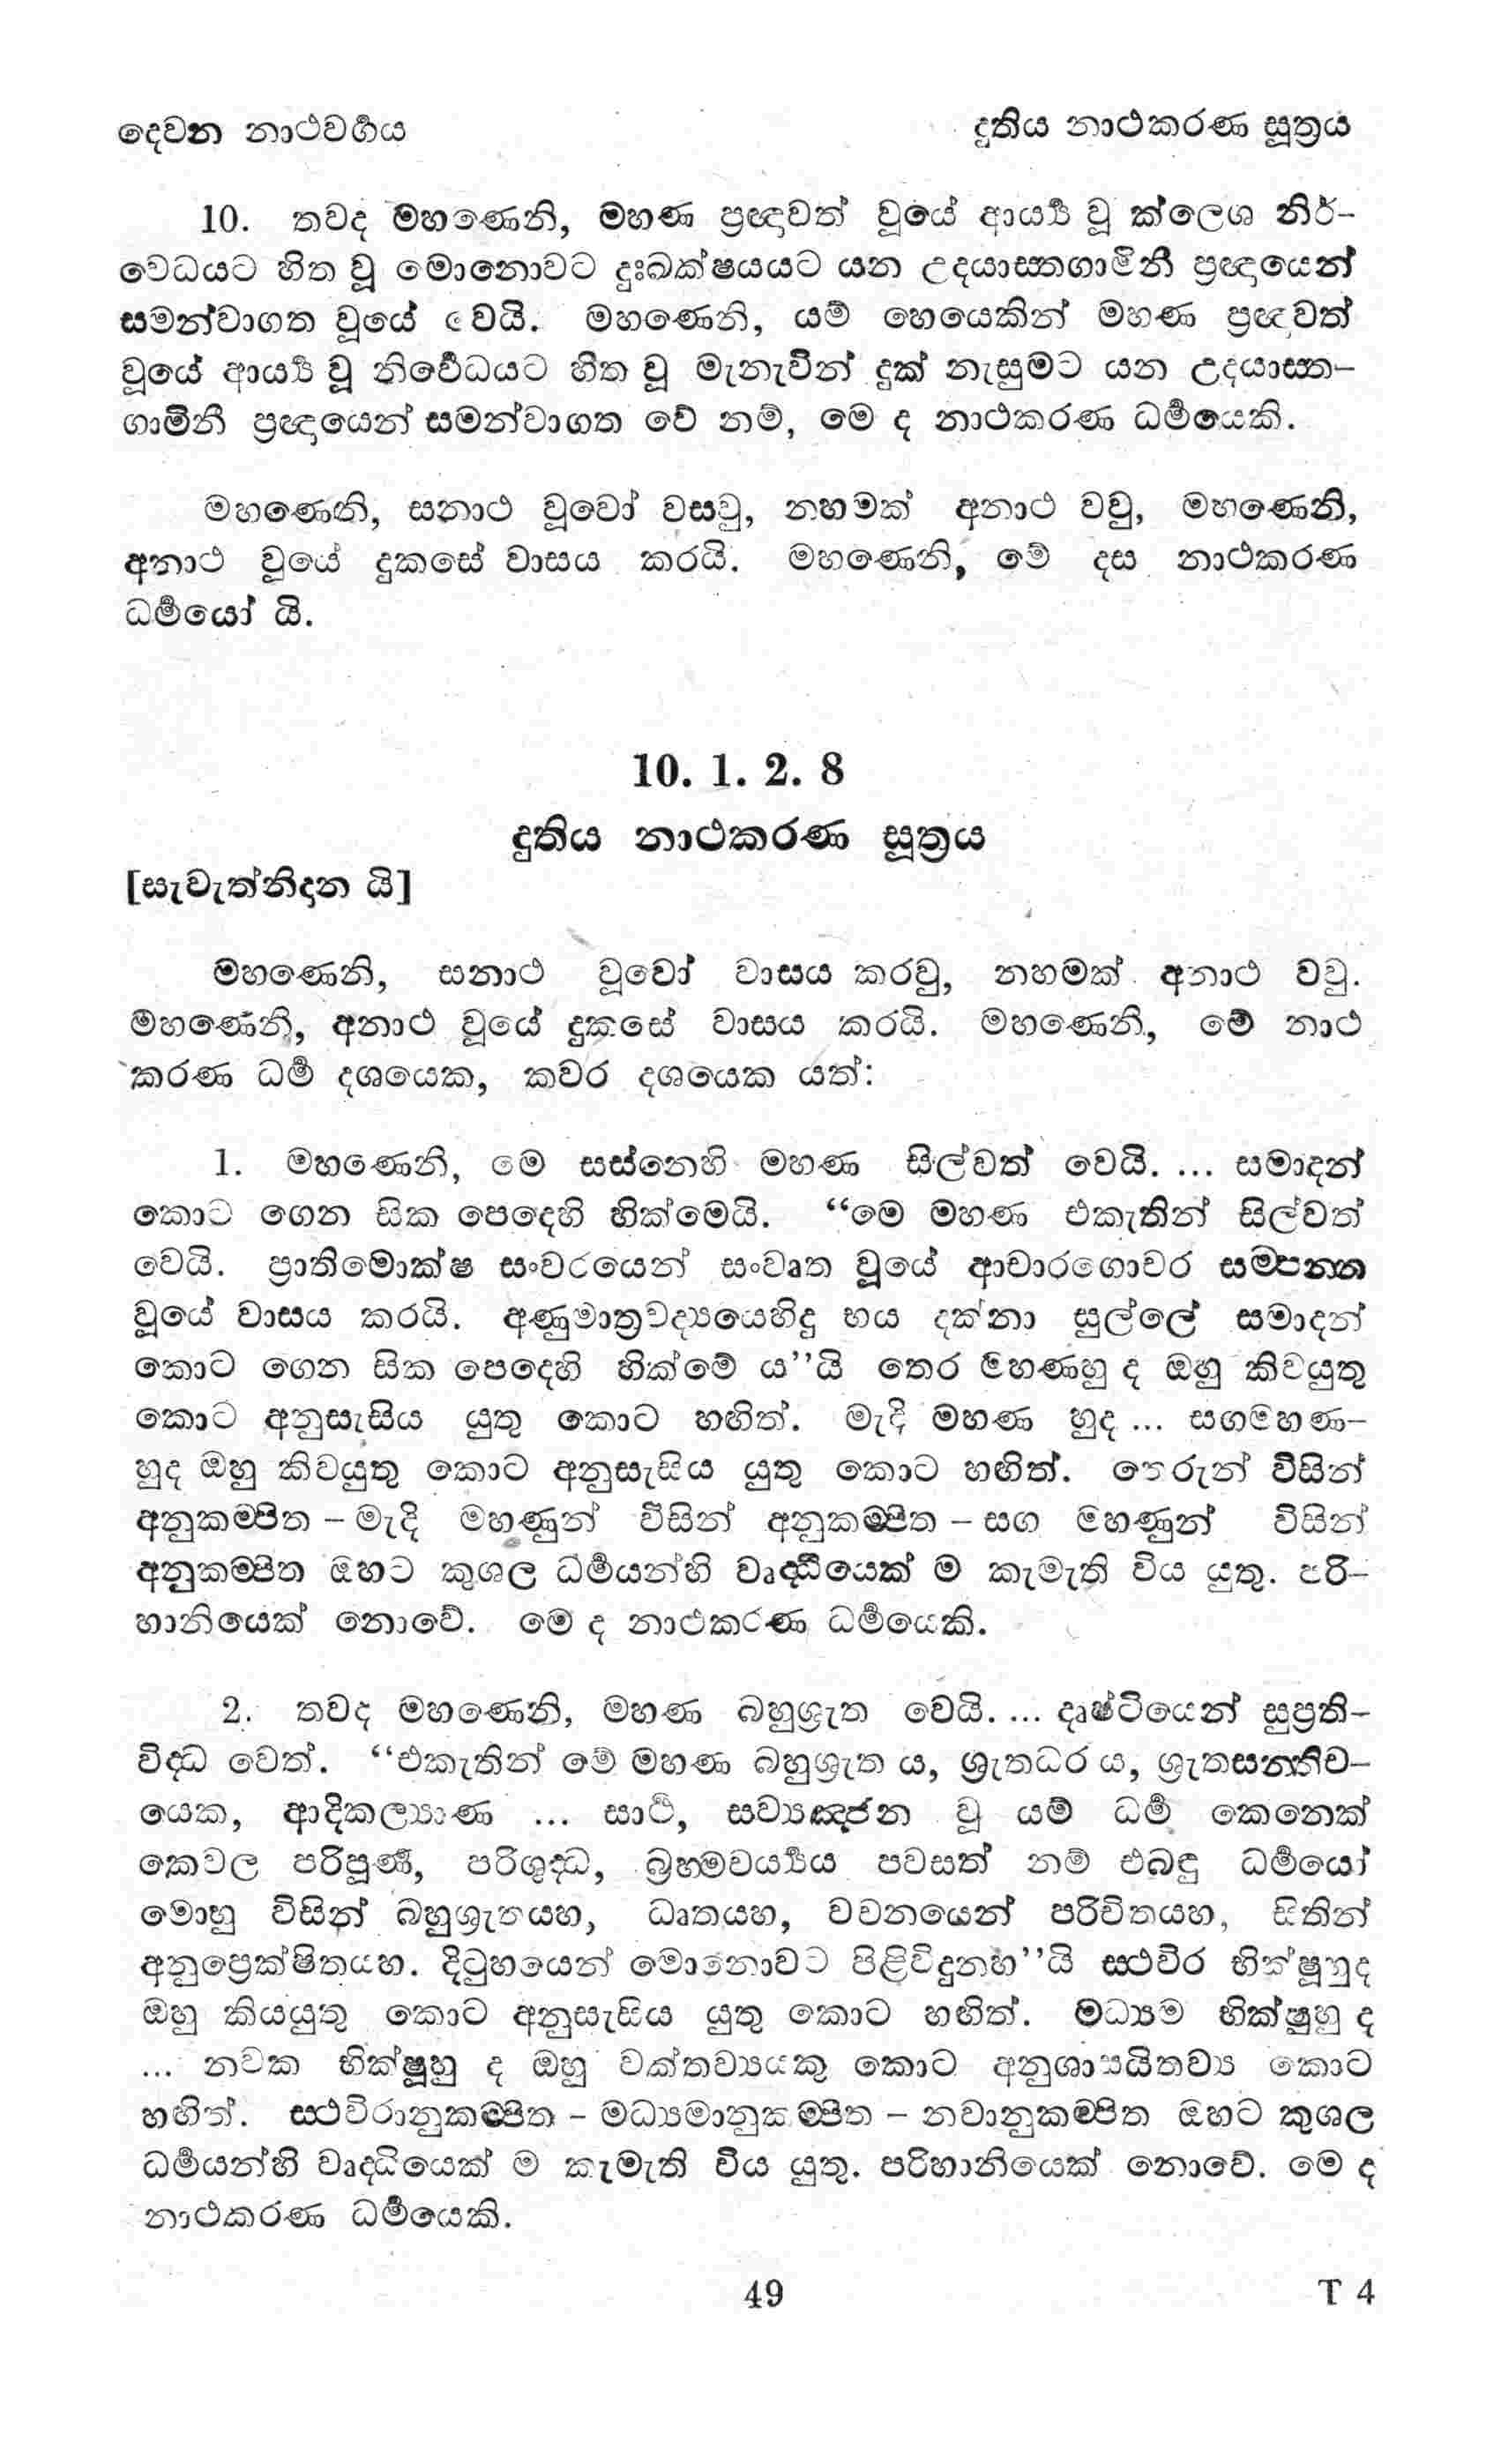 දෙවන නාථවර්‍ගය
දුතිය නාථකරණ සූත්‍රය
10. තවද මහණෙනි, මහණ ප්‍රඥාවත් වූයේ ආර්‍ය්‍ය වූ ක්ලෙශ නිර්-
වෙධයට හිත වූ මොනොවට දුඃඛක්ෂයයට යන උදයාස්තගාමිනී ප්‍රඥායෙන්
සමන්වාගත වූයේ වෙයි. මහණෙනි, යම් හෙයෙකින් මහණ ප්‍රඥාවත්
වූයේ ආර්‍ය්‍ය වූ නිර්‍වෙධයට හිත වූ මැනැවින් දුක් නැසුමට යන උදයාස්ත-
ගාමිනී ප්‍රඥායෙන් සමන්වාගත වේ නම්, මෙ ද නාථකරණ ධර්‍මයෙකි.
මහණෙනි, සනාථ වූවෝ වසවු, නහමක් අනාථ වවු, මහණෙනි,
අනාථ වූයේ දුකසේ වාසය කරයි. මහණෙනි, මේ දස නාථකරණ
ධර්‍මයෝ යි.
10. 1. 2. 8
දුතිය නාථකරණ සූත්‍රය
[සැවැත්නිදාන යි]
මහණෙනි, සනාථ වූවෝ වාසය කරවු, නහමක් අනාථ වවු.
මහණෙනි, අනාථ වූයේ දුකසේ වාසය කරයි. මහණෙනි, මේ නාථ
කරණ ධර්‍ම දශයෙක, කවර දශයෙක යත්:
1. මහණෙනි, මෙ සස්නෙහි මහණ සිල්වත් වෙයි. ... සමාදන්
කොට ගෙන සික පෙදෙහි හික්මෙයි. “මෙ මහණ එකැතින් සිල්වත්
වෙයි. ප්‍රාතිමොක්ෂ සංවරයෙන් සංවෘත වූයේ ආචාරගොචර සම්පන්න
වූයේ වාසය කරයි. අණුමාත්‍රවද්‍යයෙහිදු භය දක්නා සුල්ලේ සමාදන්
කොට ගෙන සික පෙදෙහි හික්මේ ය”යි තෙර මහණහු ද ඔහු කිවයුතු
කොට අනුසැසිය යුතු කොට හඟිත්. මැදි මහණ හුද ... සගමහණ-
හුද ඔහු කිවයුතු කොට අනුසැසිය යුතු කොට හඟිත්. තෙරුන් විසින්
අනුකම්පිත – මැදි මහණුන් විසින් අනුකම්පිත – සග මහණුන් විසින්
අනුකම්පිත ඔහට කුශල ධර්‍මයන්හි වෘද්ධියෙක් ම කැමැති විය යුතු. පරි-
හානියෙක් නොවේ. මෙ ද නාථකරණ ධර්‍මයෙකි.
2. තවද මහණෙනි, මහණ බහුශ්‍රැත වෙයි. ... දෘෂ්ටියෙන් සුප්‍රති-
විද්ධ වෙත්. “එකැතින් මේ මහණ බහුශ්‍රැත ය, ශ්‍රැතධර ය, ශ්‍රැතසන්නිච-
යෙක, ආදිකල්‍යාණ ... සාර්‍ථ, සව්‍යඤ්ජන වූ යම් ධර්‍ම කෙනෙක්
කෙවල පරිපූර්‍ණ, පරිශුද්ධ, බ්‍රහ්මචර්‍ය්‍යය පවසත් නම් එබඳු ධර්‍මයෝ
මොහු විසින් බහුශ්‍රැතයහ, ධෘතයහ, වචනයෙන් පරිචිතයහ, සිතින්
අනුප්‍රෙක්ෂිතයහ. දිටුහයෙන් මොනොවට පිළිවිදුනහ”යි ස්ථවිර භික්ෂූහුද
ඔහු කියයුතු කොට අනුසැසිය යුතු කොට හඟිත්. මධ්‍යම භික්ෂුහු ද
... නවක භික්ෂූහු ද ඔහු වක්තව්‍යයකු කොට අනුශාසයිතව්‍ය කොට
හඟිත්. ස්ථවිරානුකම්පිත – මධ්‍යමානුකම්පිත – නවානුකම්පිත ඔහට කුශල
ධර්‍මයන්හි වෘද්ධියෙක් ම කැමැති විය යුතු. පරිහානියෙක් නොවේ. මෙ ද
නාථකරණ ධර්‍මයෙකි.
49
T 4